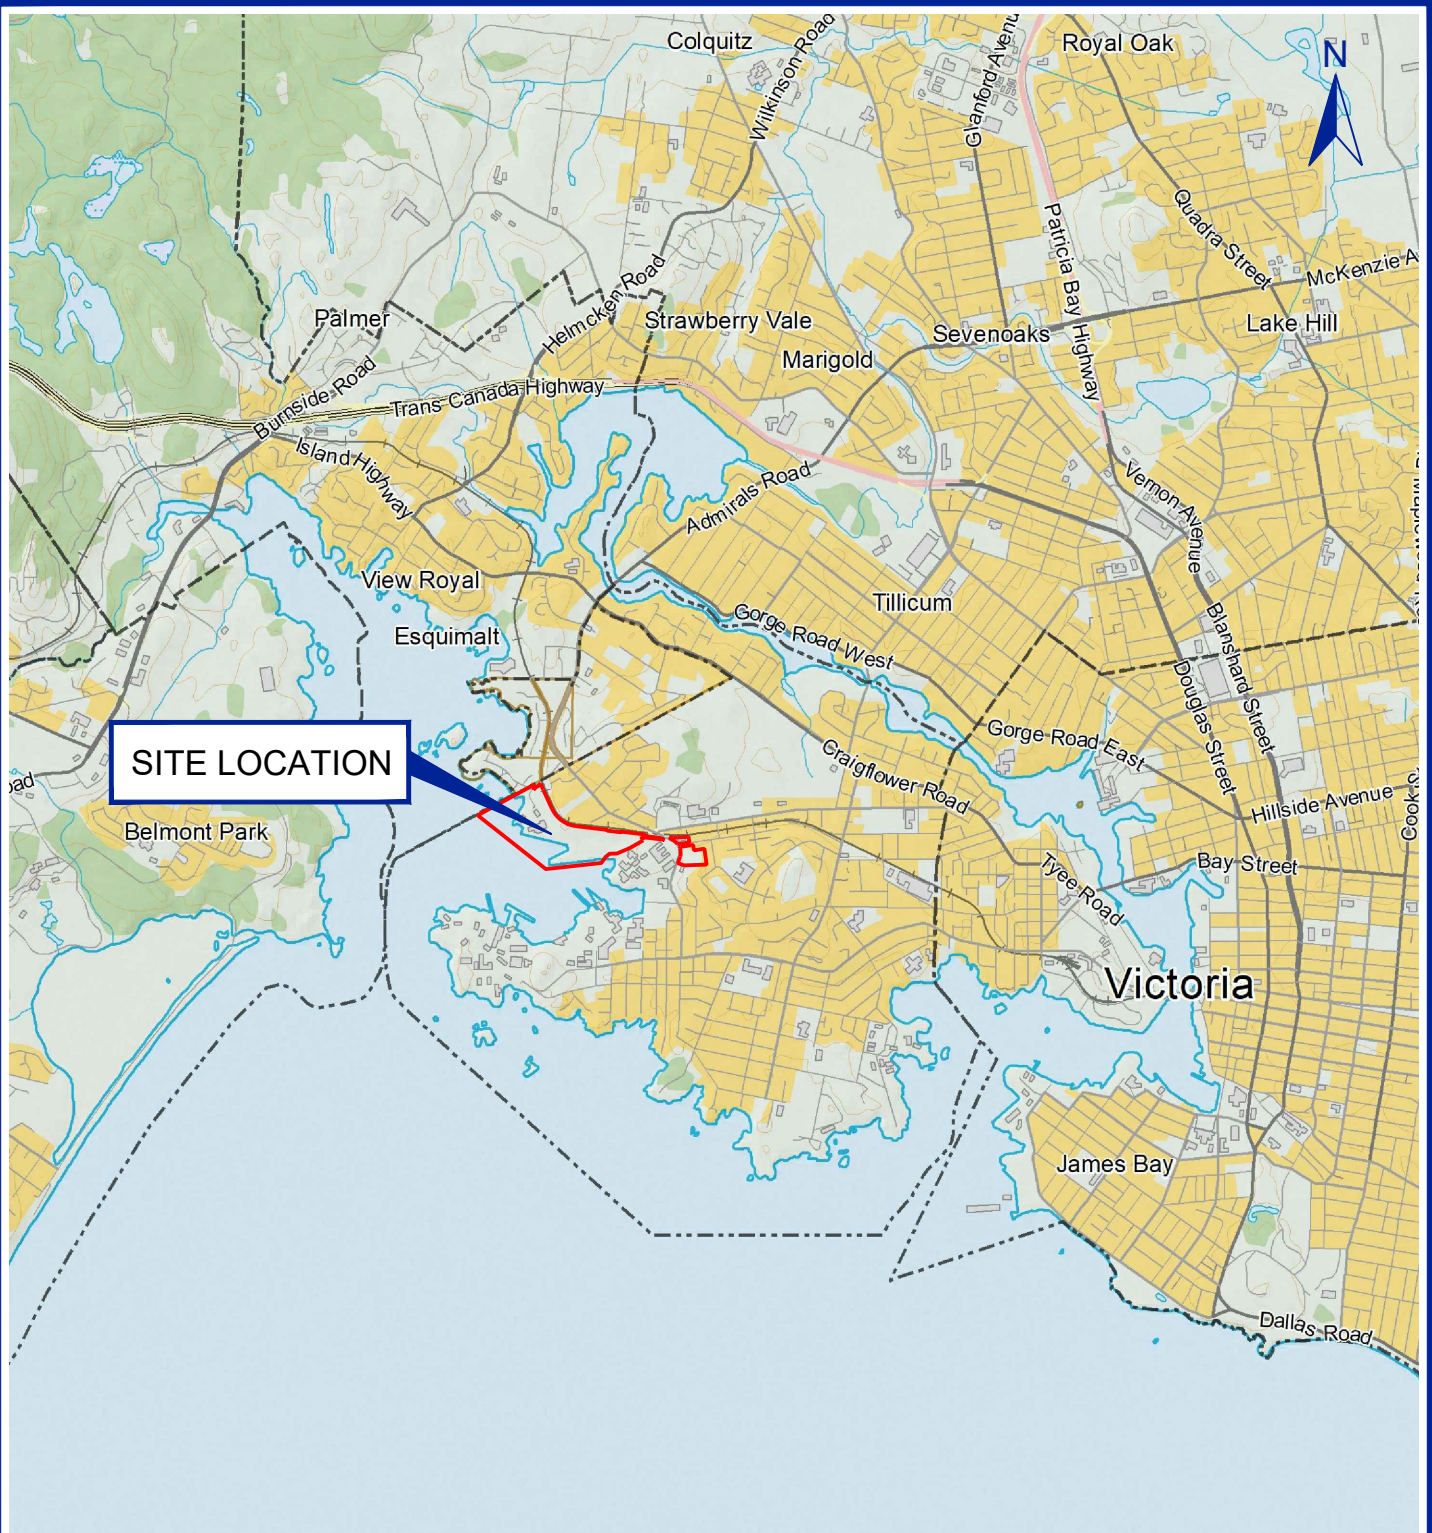 Colquitz
Wilkinson Road
Glanford Avenu
Royal Oak
N
Quadra Street
Patricia Bay Highway
McKenzie A
Helmcken Road
Palmer
Strawberry Vale
Sevenoaks
Lake Hill
Marigold
Burnside Road
Trans Canada Highway
Island Highway
Admirals Road
Vernon Avenue
View Royal
Tillicum
Esquimalt
Gorge Road West
Blanshard Street
Douglas Street
Gorge Road East
SITE LOCATION
Craigflower Road
oad
Hillside Avenue
Cook S
Belmont Park
Bay Street
Tyee Road
Victoria
James Bay
Dallas Road